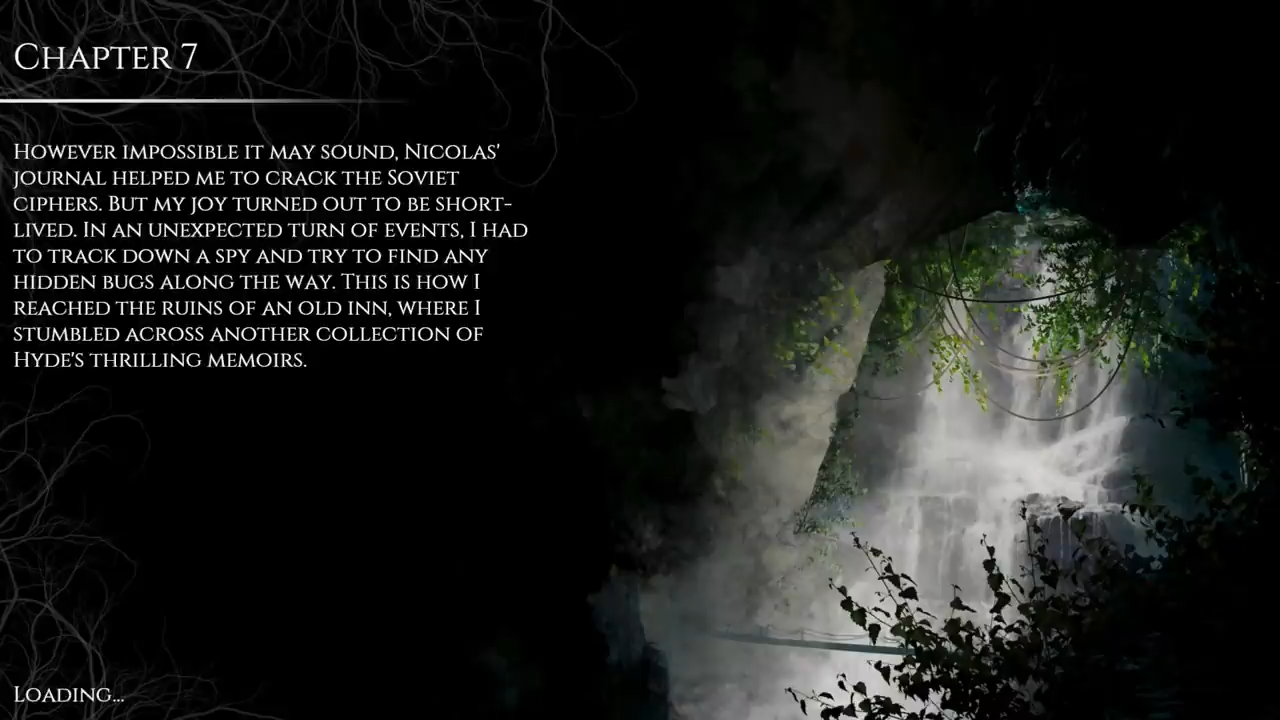 Chapter 7
However impossible it may sound, Nicolas'
journal helped me to crack the Soviet
ciphers. But my joy turned out to be short-
lived. In an unexpected turn of events, I had
to track down a spy and try to find any
hidden bugs along the way. This is how I
reached the ruins of an old inn, where I
stumbled across another collection of
Hyde's thrilling memoirs.
Loading...